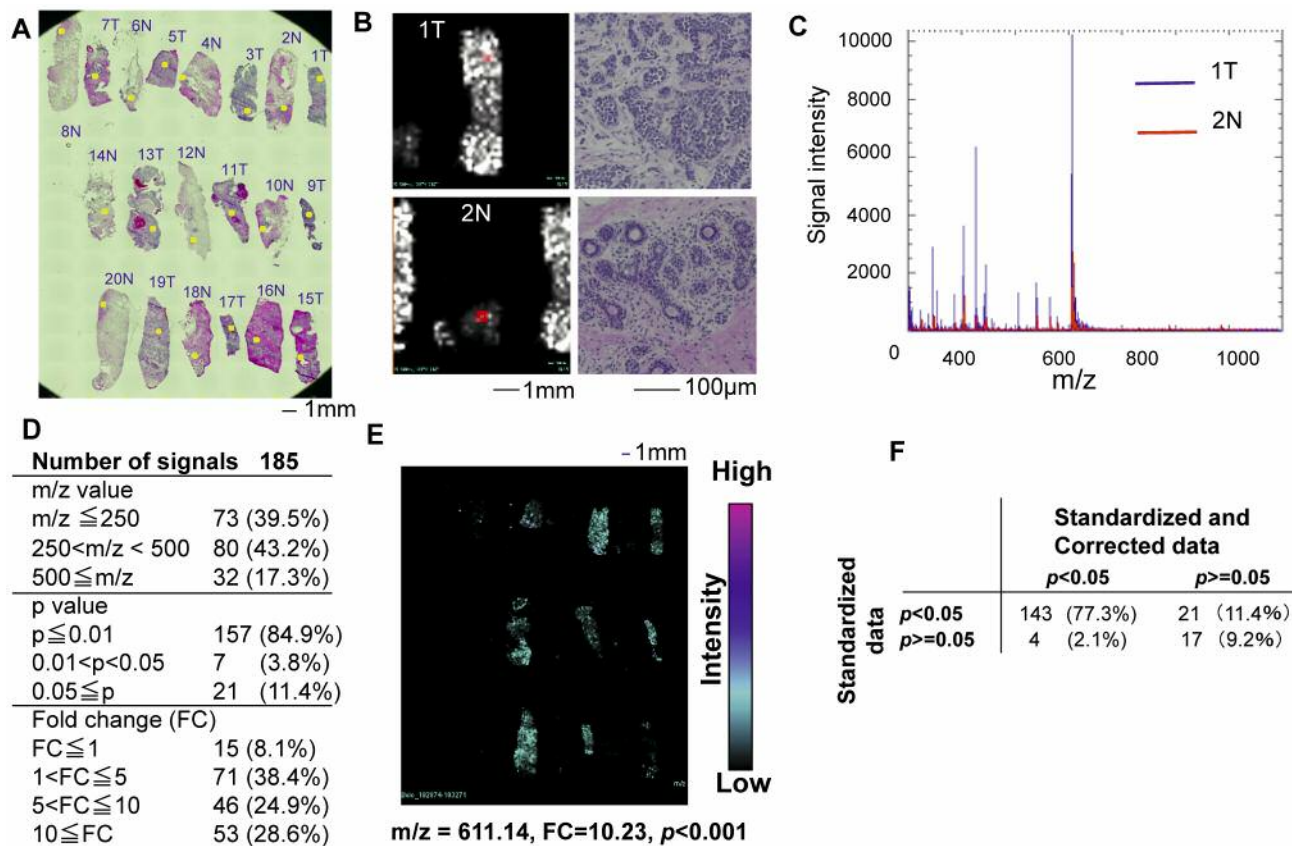 A
7T
6N
5T
4N
3T
2N
1T
8N
14N
13T
12N
11T
10N
9T
20N
19T
18N
17T
16N
15T
1mm
B
1T
2N
1mm
100µm
C
Signal intensity
10000
8000
6000
4000
2000
1T
2N
0
400
600
800
1000
m/z
D
Number of signals 185
m/z value
m/z ≦250 73 (39.5%)
250<m/z < 500 80 (43.2%)
500≦m/z 32 (17.3%)
p value
p≦0.01 157 (84.9%)
0.01<p<0.05 7 (3.8%)
0.05≦p 21 (11.4%)
Fold change (FC)
FC≦1 15 (8.1%)
1<FC≦5 71 (38.4%)
5<FC≦10 46 (24.9%)
10≦FC 53 (28.6%)
E
1mm
High
Intensity
Low
m/z
m/z = 611.14, FC=10.23, p<0.001
F
Standardized and
Corrected data
p<0.05 p>=0.05
Standardized
data
p<0.05 143 (77.3%) 21 (11.4%)
p>=0.05 4 (2.1%) 17 (9.2%)